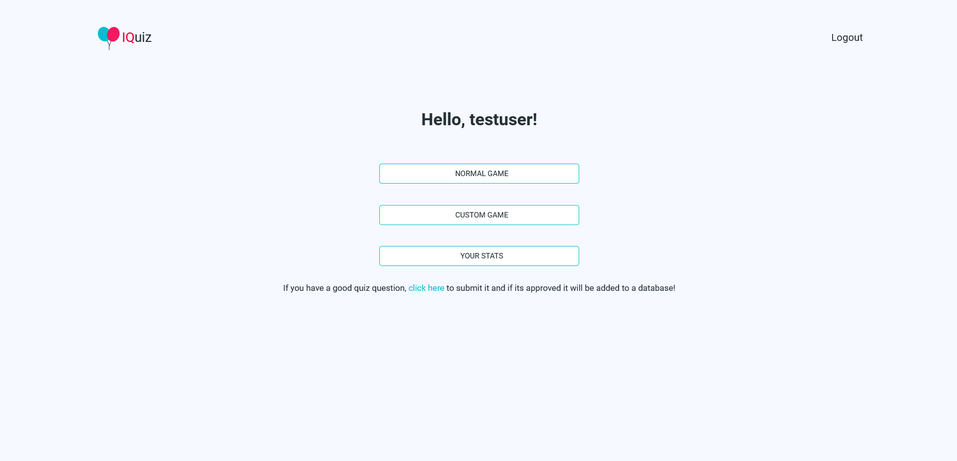 IQuiz
Logout
Hello, testuser!
NORMAL GAME
CUSTOM GAME
YOUR STATS
If you have a good quiz question, click here to submit it and if its approved it will be added to a database!